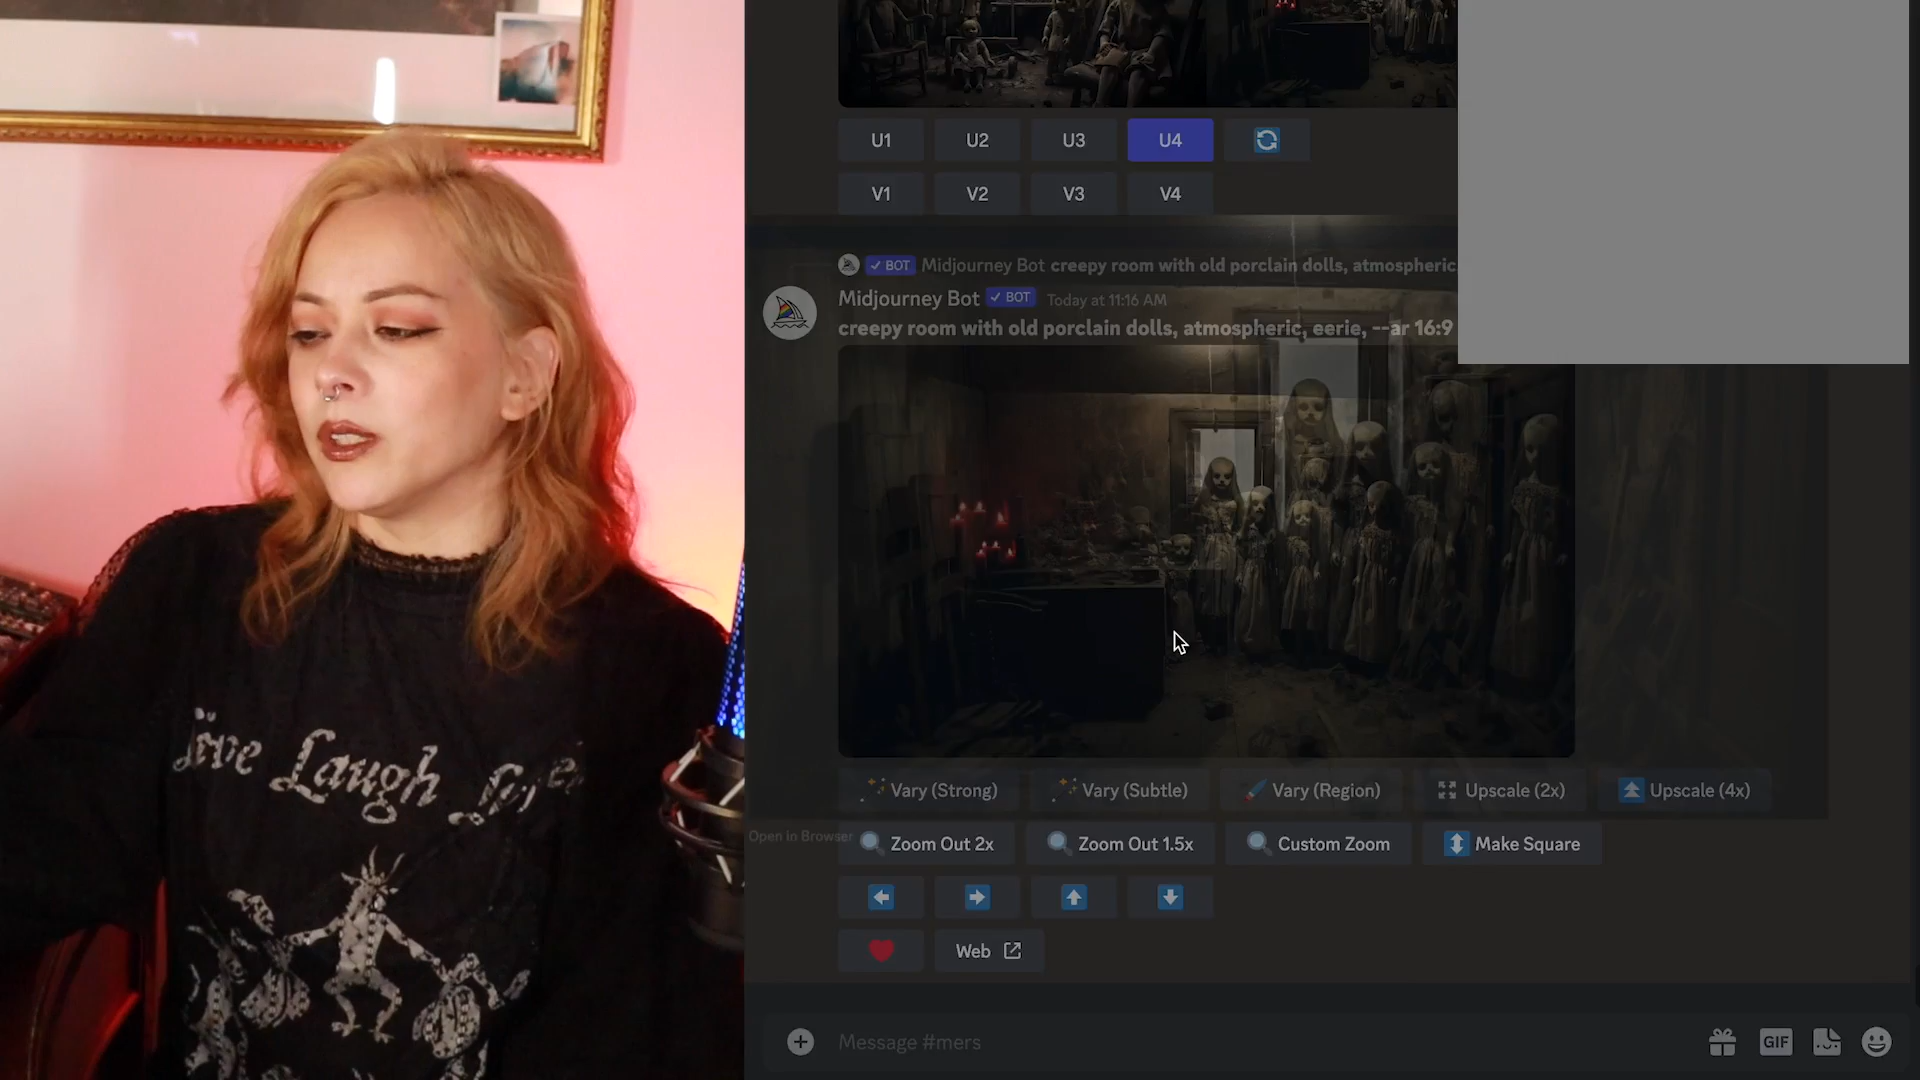 U1 U2 U3 U4
V1 V2 V3 V4
BOT Midjourney Bot creepy room with old porclain dolls, atmospheric
Midjourney Bot BOT Today at 11:16 AM
creepy room with old porclain dolls, atmospheric, eerie, --ar 16:9
Vary (Strong) Vary (Subtle) Vary (Region) Upscale (2x) Upscale (4x)
Open in Browser
Zoom Out 2x Zoom Out 1.5x Custom Zoom Make Square
Web
Message #mers
GIF
Laugh